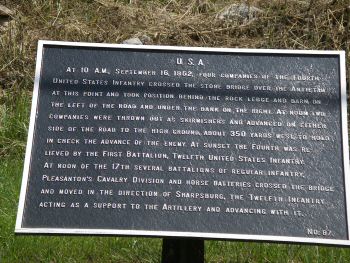 U.S.A.
At 10 A.M., September 16, 1862, four companies of the Fourth
United States Infantry crossed the stone bridge over the Antietam
at this point and took position behind the rock ledge and barn on
the left of the road and under the bank on the right. At noon two
companies were thrown out as skirmishers and advanced on either
side of the road to the high ground about 350 yards west, to hold
in check the advance of the enemy. At sunset the Fourth was re-
lieved by the First Battalion, Twelfth United States Infantry.
At noon of the 17th several battalions of regular infantry,
Pleasanton's Cavalry Division and horse batteries crossed the bridge
and moved in the direction of Sharpsburg, the Twelfth Infantry
acting as a support to the Artillery and advancing with it.
No. 87.